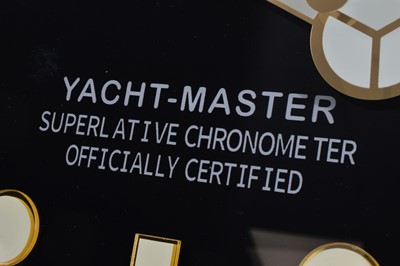 YACHT-MASTER
SUPERLATIVE CHRONOMETER
OFFICIALLY CERTIFIED